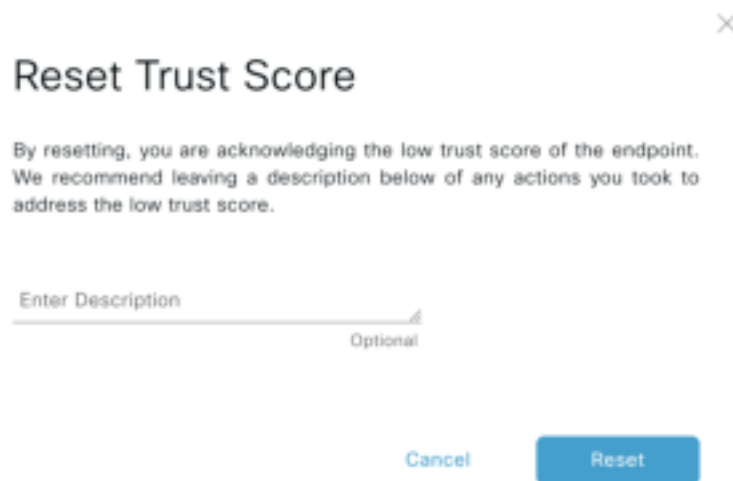 Reset Trust Score
By resetting, you are acknowledging the low trust score of the endpoint.
We recommend leaving a description below of any actions you took to
address the low trust score.
Enter Description
Optional
Cancel
Reset